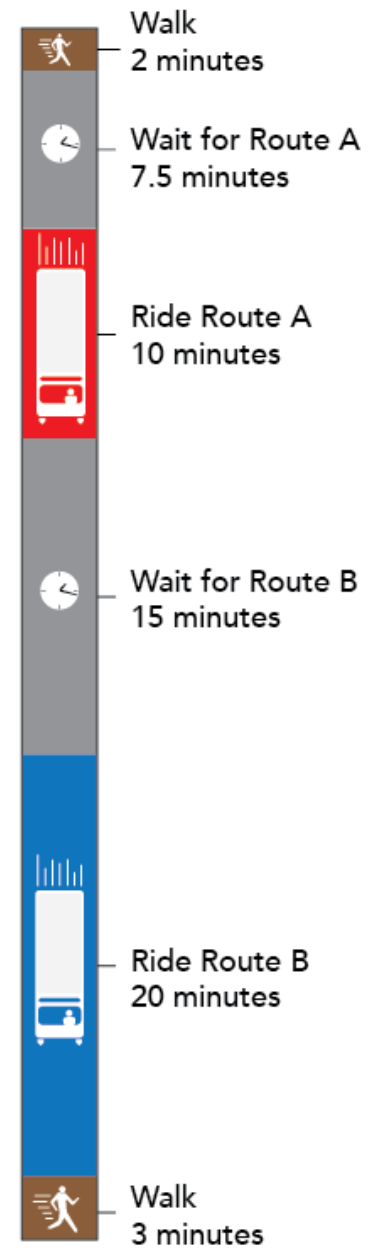 Walk
2 minutes
Wait for Route A
7.5 minutes
Ride Route A
10 minutes
Wait for Route B
15 minutes
Ride Route B
20 minutes
Walk
3 minutes